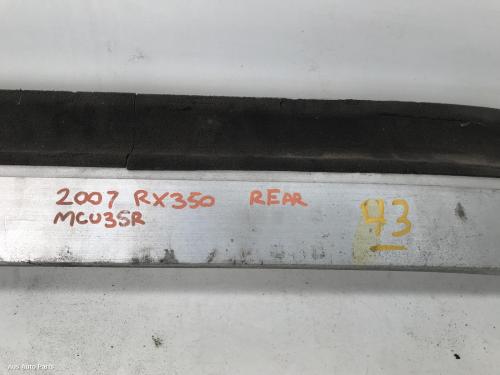 2007 RX350 REAR
MCU35R
43
Aus Auto Parts